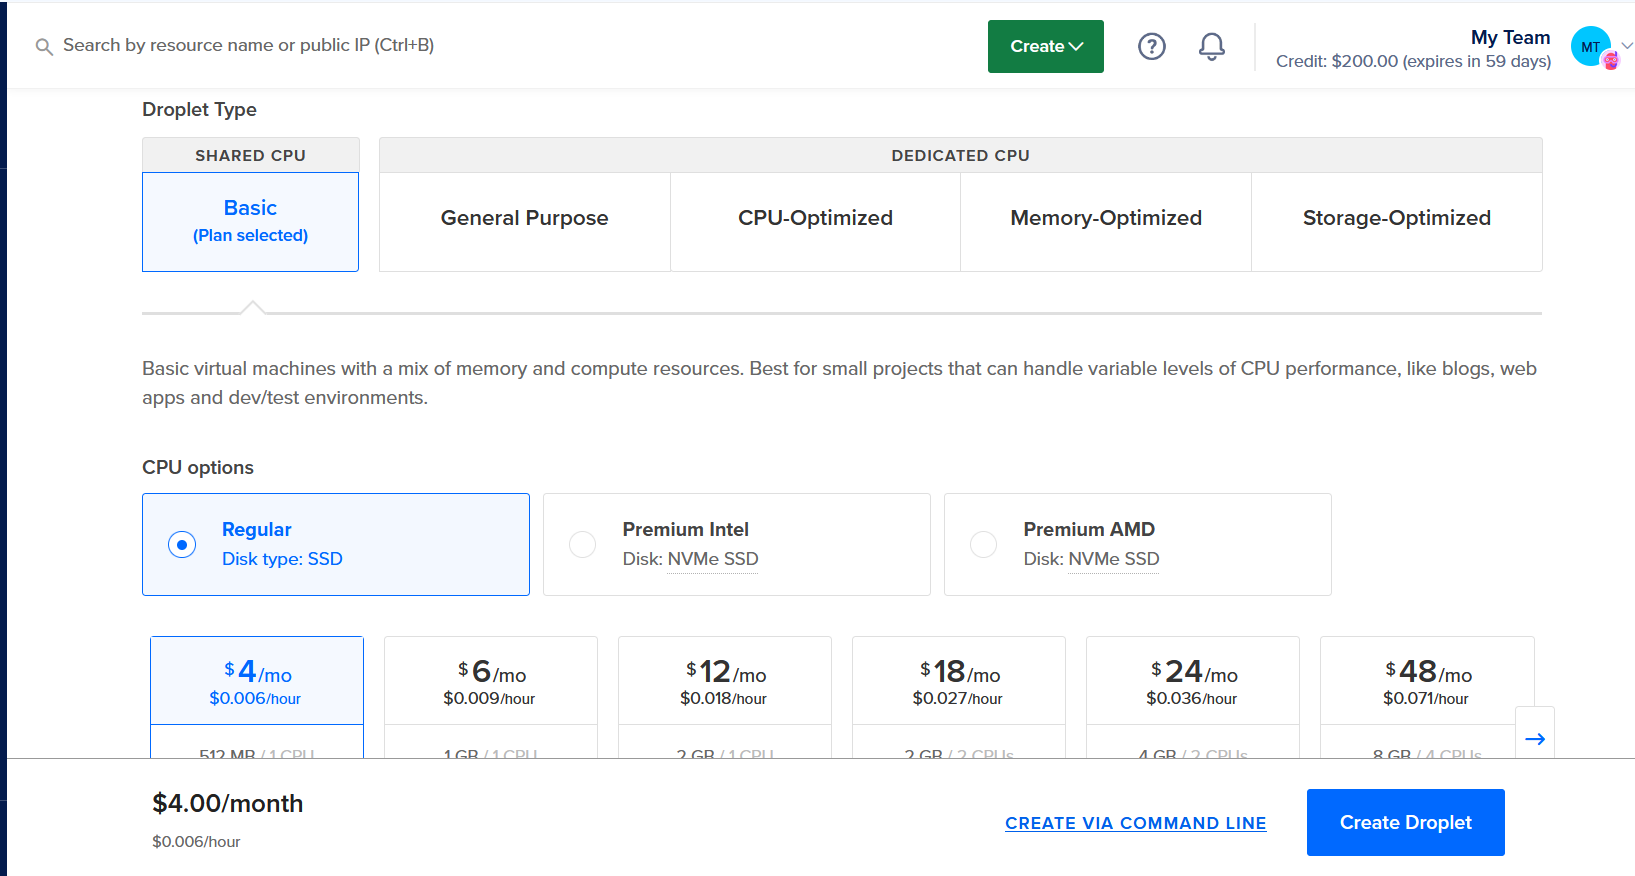 Search by resource name or public IP (Ctrl+B)
Create
?
My Team
Credit: $200.00 (expires in 59 days)
MT
Droplet Type
SHARED CPU
DEDICATED CPU
Basic
(Plan selected)
General Purpose
CPU-Optimized
Memory-Optimized
Storage-Optimized
Basic virtual machines with a mix of memory and compute resources. Best for small projects that can handle variable levels of CPU performance, like blogs, web
apps and dev/test environments.
CPU options
Regular
Disk type: SSD
Premium Intel
Disk: NVMe SSD
Premium AMD
Disk: NVMe SSD
$4/mo
$0.006/hour
512 MB / 1 CPU
$6/mo
$0.009/hour
1 GB / 1 CPU
$12/mo
$0.018/hour
2 GB / 1 CPU
$18/mo
$0.027/hour
2 GB / 2 CPUs
$24/mo
$0.036/hour
4 GB / 2 CPUs
$48/mo
$0.071/hour
8 GB / 4 CPUs
$4.00/month
$0.006/hour
CREATE VIA COMMAND LINE
Create Droplet